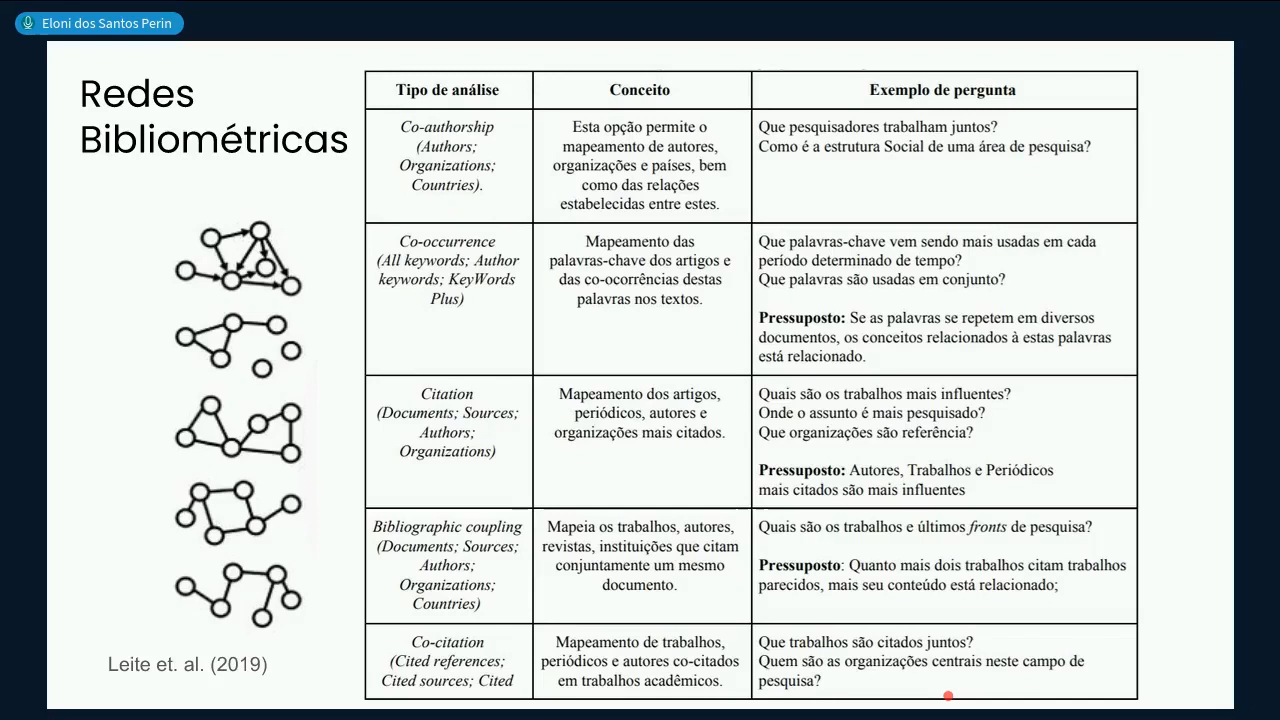 Eloni dos Santos Perin
Redes
Bibliométricas
Tipo de análise
Conceito
Exemplo de pergunta
Co-authorship
(Authors;
Organizations;
Countries).
Esta opção permite o
mapeamento de autores,
organizações e países, bem
como das relações
estabelecidas entre estes.
Que pesquisadores trabalham juntos?
Como é a estrutura Social de uma área de pesquisa?
Co-occurrence
(All keywords; Author
keywords; KeyWords
Plus)
Mapeamento das
palavras-chave dos artigos e
das co-ocorrências destas
palavras nos textos.
Que palavras-chave vem sendo mais usadas em cada
período determinado de tempo?
Que palavras são usadas em conjunto?
Pressuposto: Se as palavras se repetem em diversos
documentos, os conceitos relacionados à estas palavras
está relacionado.
Citation
(Documents; Sources;
Authors;
Organizations)
Mapeamento dos artigos,
periódicos, autores e
organizações mais citados.
Quais são os trabalhos mais influentes?
Onde o assunto é mais pesquisado?
Que organizações são referência?
Pressuposto: Autores, Trabalhos e Periódicos
mais citados são mais influentes
Bibliographic coupling
(Documents; Sources;
Authors;
Organizations;
Countries)
Mapeia os trabalhos, autores,
revistas, instituições que citam
conjuntamente um mesmo
documento.
Quais são os trabalhos e últimos fronts de pesquisa?
Pressuposto: Quanto mais dois trabalhos citam trabalhos
parecidos, mais seu conteúdo está relacionado;
Co-citation
(Cited references;
Cited sources; Cited
Mapeamento de trabalhos,
periódicos e autores co-citados
em trabalhos acadêmicos.
Que trabalhos são citados juntos?
Quem são as organizações centrais neste campo de
pesquisa?
Leite et. al. (2019)